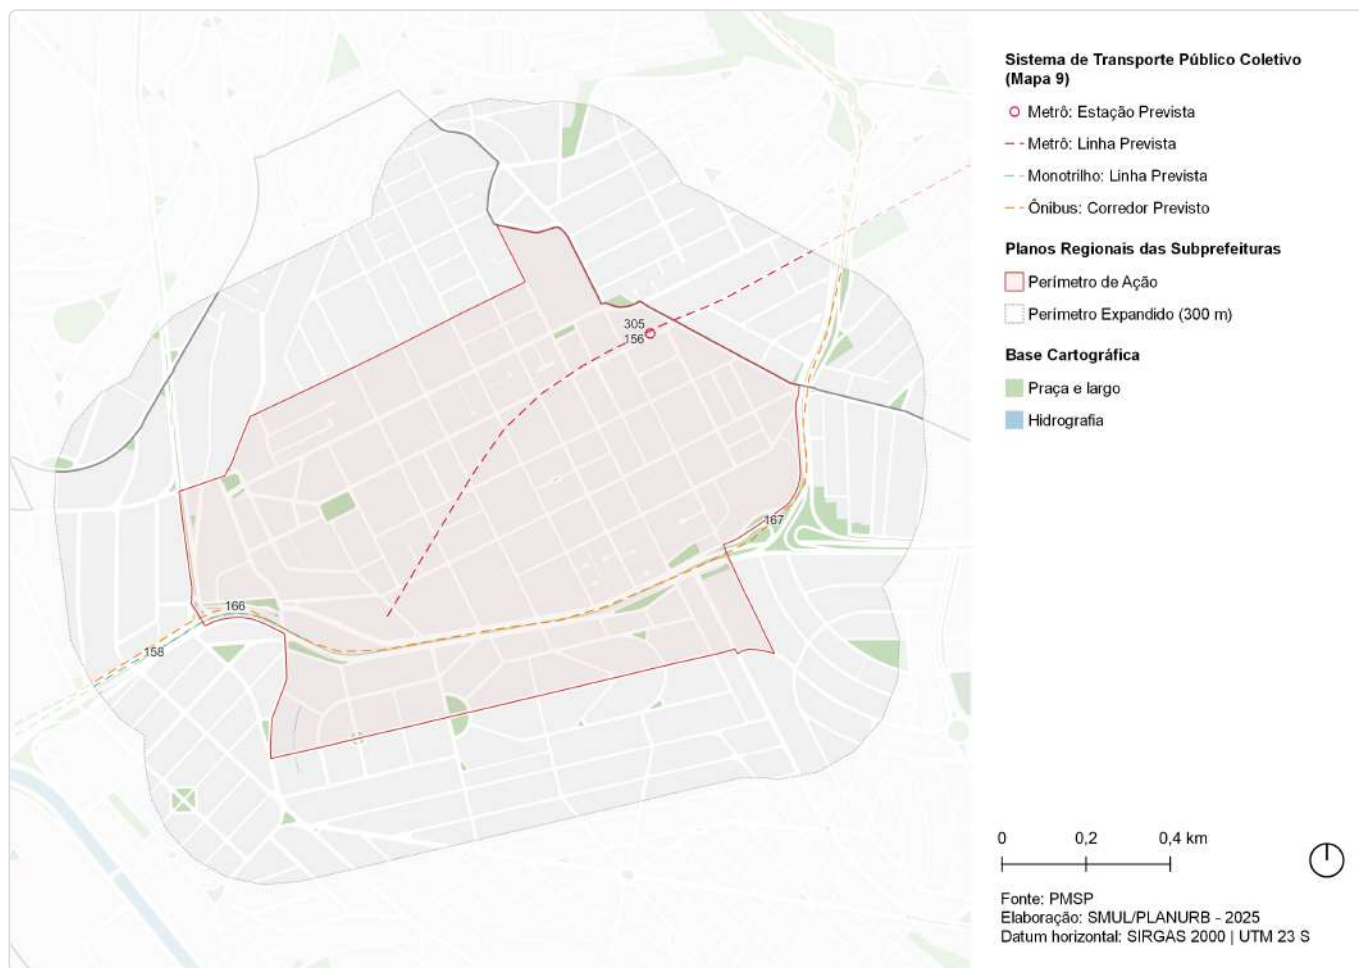 Sistema de Transporte Público Coletivo
(Mapa 9)
Metrô: Estação Prevista
Metrô: Linha Prevista
Monotrilho: Linha Prevista
Ônibus: Corredor Previsto
Planos Regionais das Subprefeituras
Perímetro de Ação
Perímetro Expandido (300 m)
Base Cartográfica
Praça e largo
Hidrografia
305
156
167
166
158
0 0,2 0,4 km
Fonte: PMSP
Elaboração: SMUL/PLANURB - 2025
Datum horizontal: SIRGAS 2000 | UTM 23 S